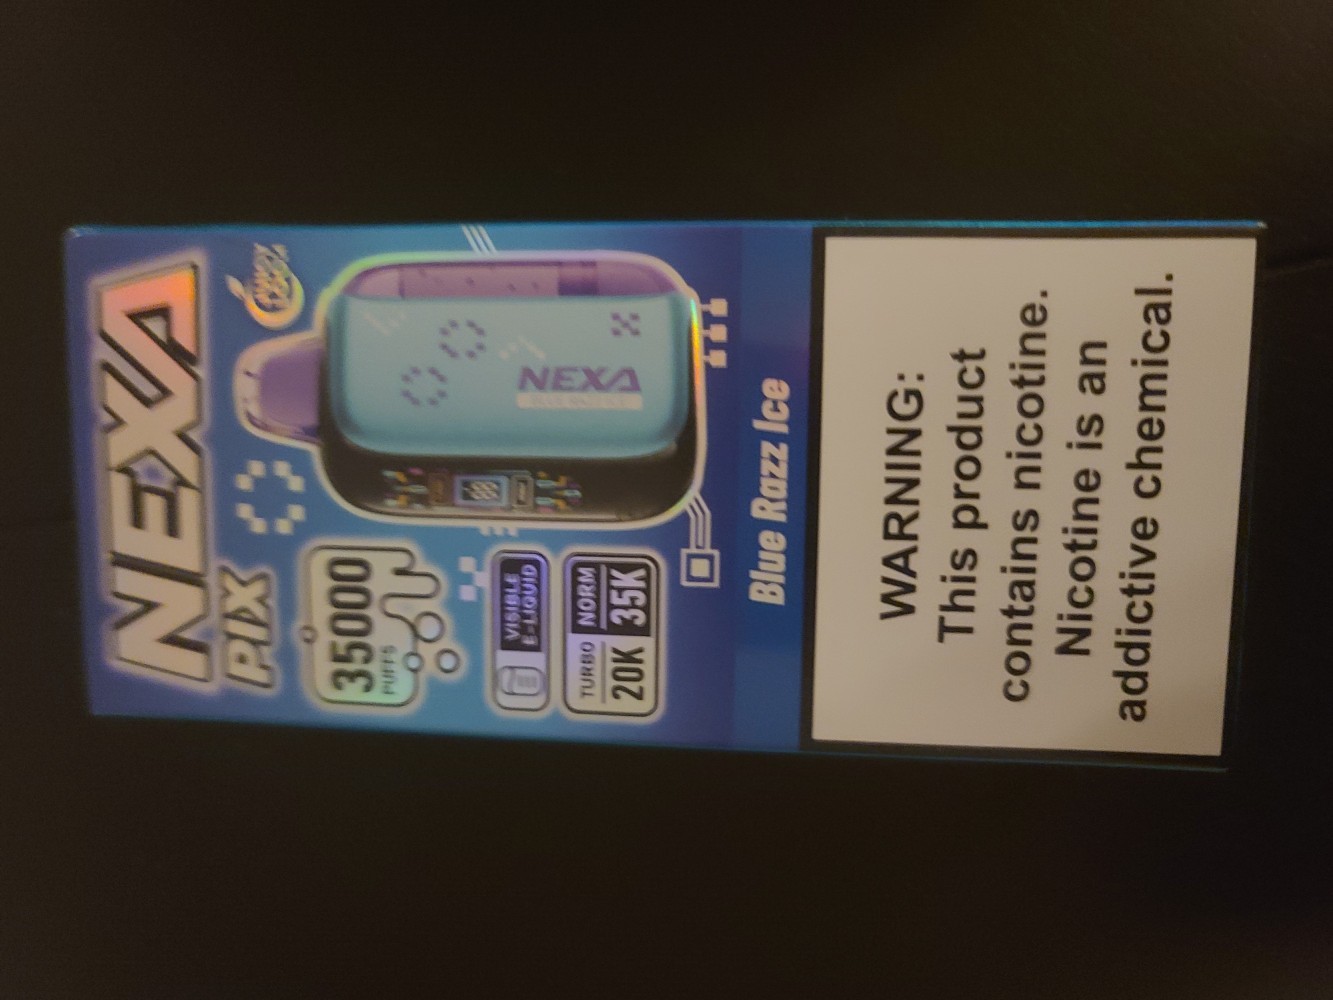 NEXA
PIX
35000
PUFFS
VISIBLE
E-LIQUID
TURBO
20K
NORM
35K
NEXA
Blue Razz Ice
WARNING:
This product
contains nicotine.
Nicotine is an
addictive chemical.